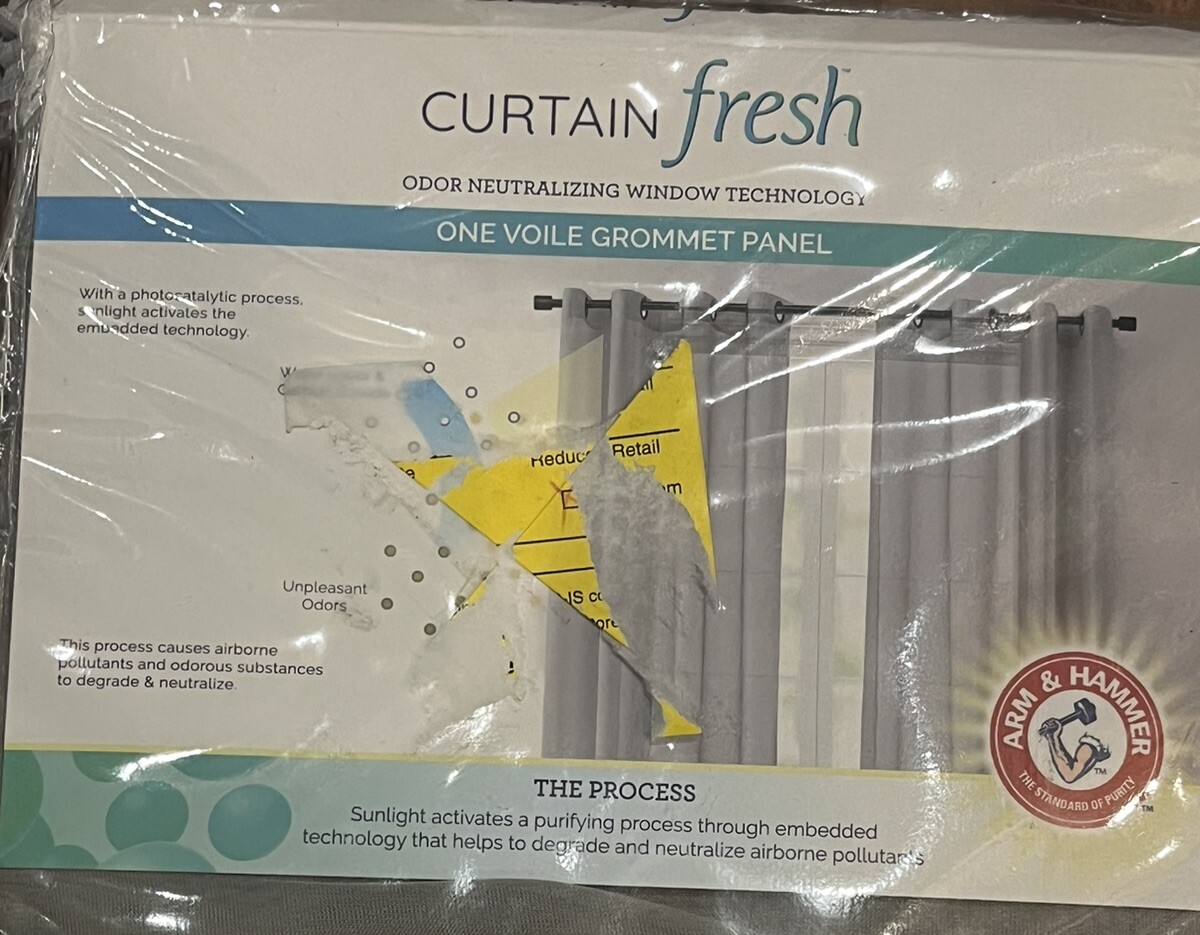 CURTAIN fresh
ODOR NEUTRALIZING WINDOW TECHNOLOGY
ONE VOILE GROMMET PANEL
With a photocatalytic process,
sunlight activates the
embedded technology.
Retail
Unpleasant
Odors
This process causes airborne
pollutants and odorous substances
to degrade & neutralize.
ARM & HAMMER
TM
THE STANDARD OF PURITY
TM
THE PROCESS
Sunlight activates a purifying process through embedded
technology that helps to degrade and neutralize airborne pollutants